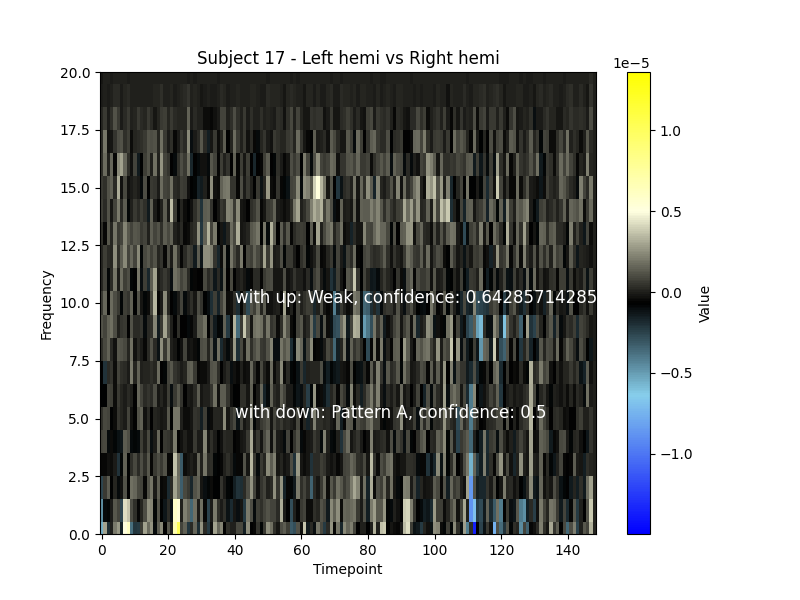 Subject 17 - Left hemi vs Right hemi
1e−5
20.0
17.5
15.0
12.5
10.0
7.5
5.0
2.5
0.0
Frequency
with up: Weak, confidence: 0.64285714285
with down: Pattern A, confidence: 0.5
0 20 40 60 80 100 120 140
Timepoint
1.0
0.5
0.0
−0.5
−1.0
Value